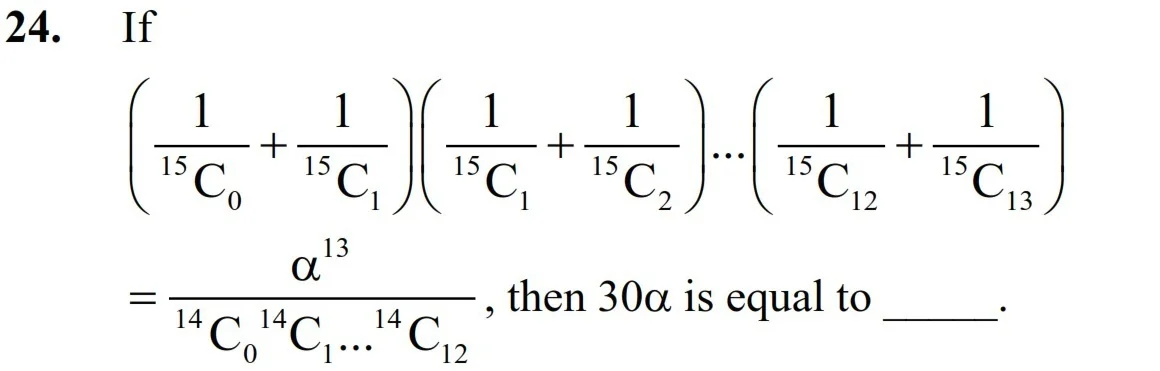 24. If
(1/¹⁵C₀ + 1/¹⁵C₁)(1/¹⁵C₁ + 1/¹⁵C₂)...(1/¹⁵C₁₂ + 1/¹⁵C₁₃)
= α¹³/(¹⁴C₀ ¹⁴C₁...¹⁴C₁₂), then 30α is equal to _____.